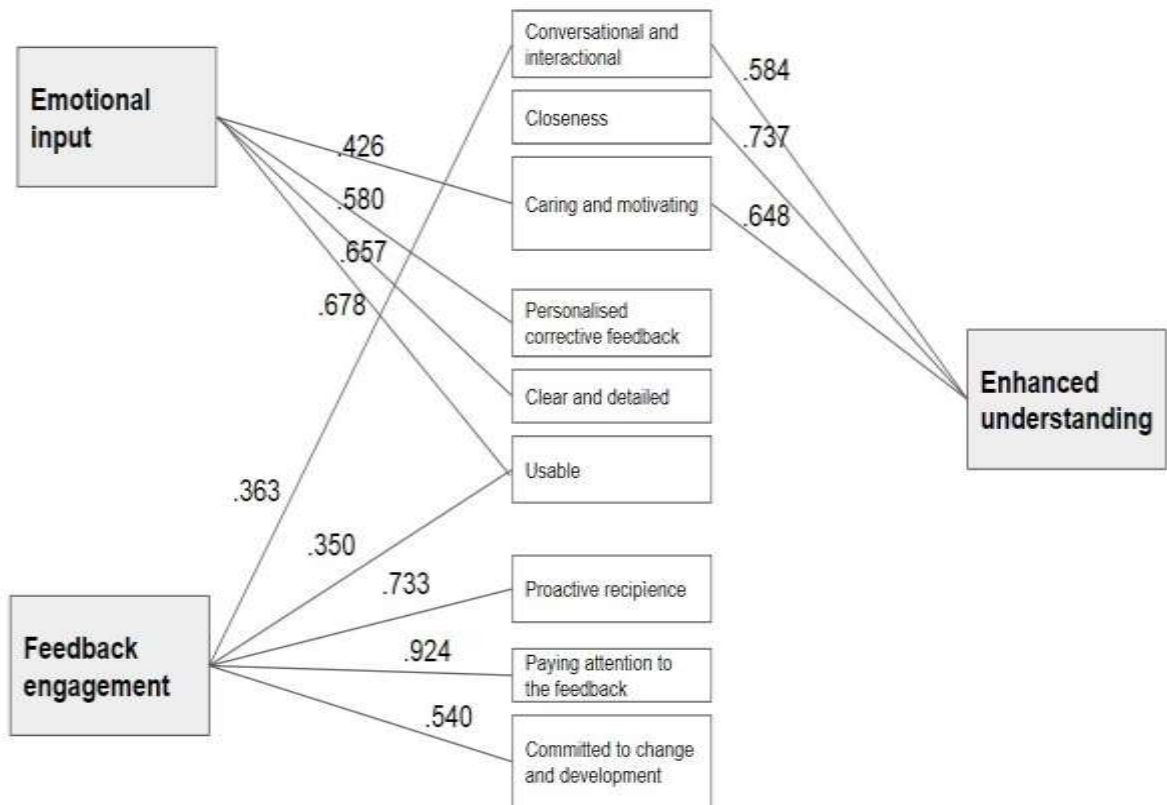 Emotional
input
Feedback
engagement
.426
.580
.657
.678
.363
.350
.733
.924
.540
Conversational and
interactional
Closeness
Caring and motivating
Personalised
corrective feedback
Clear and detailed
Usable
Proactive recipience
Paying attention to
the feedback
Committed to change
and development
.584
.737
.648
Enhanced
understanding